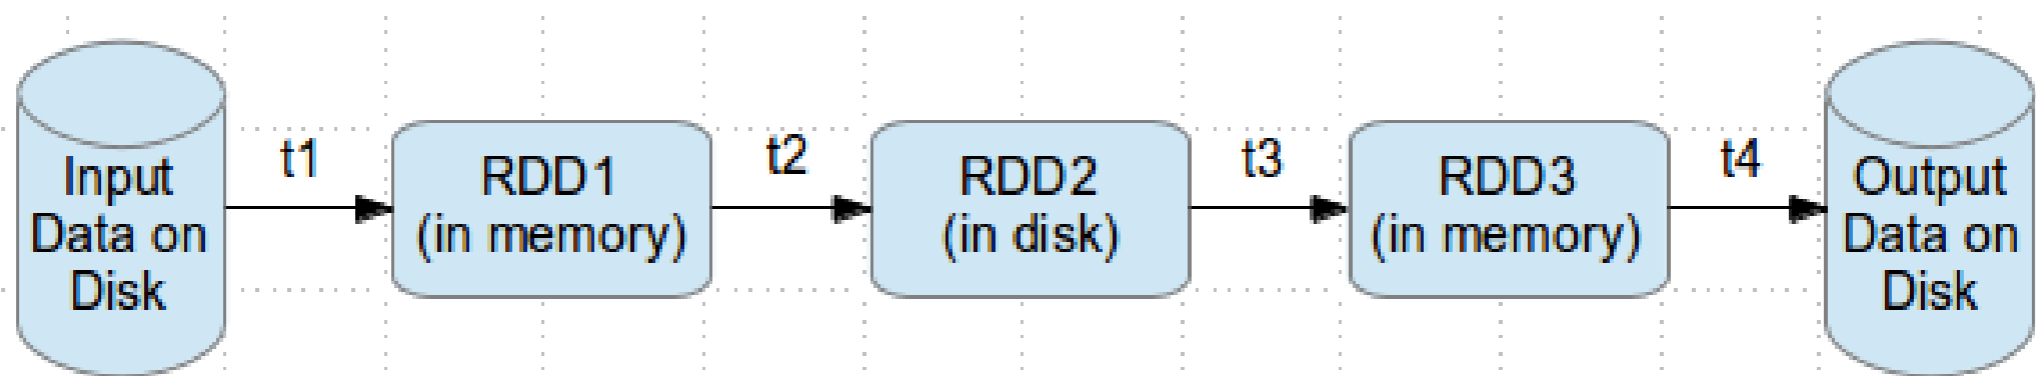 Input
Data on
Disk
t1
RDD1
(in memory)
t2
RDD2
(in disk)
t3
RDD3
(in memory)
t4
Output
Data on
Disk